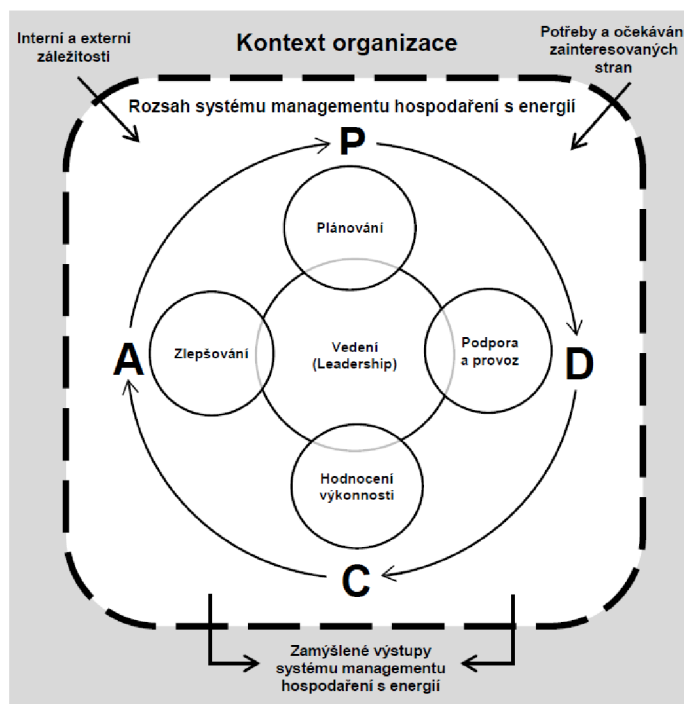 Interní a externí
záležitosti
Kontext organizace
Potřeby a očekáván
zainteresovaných
stran
Rozsah systému managementu hospodaření s energií
P
Plánování
A
Zlepšování
Vedení
(Leadership)
Podpora
a provoz
D
Hodnocení
výkonnosti
C
Zamýšlené výstupy
systému managementu
hospodaření s energií